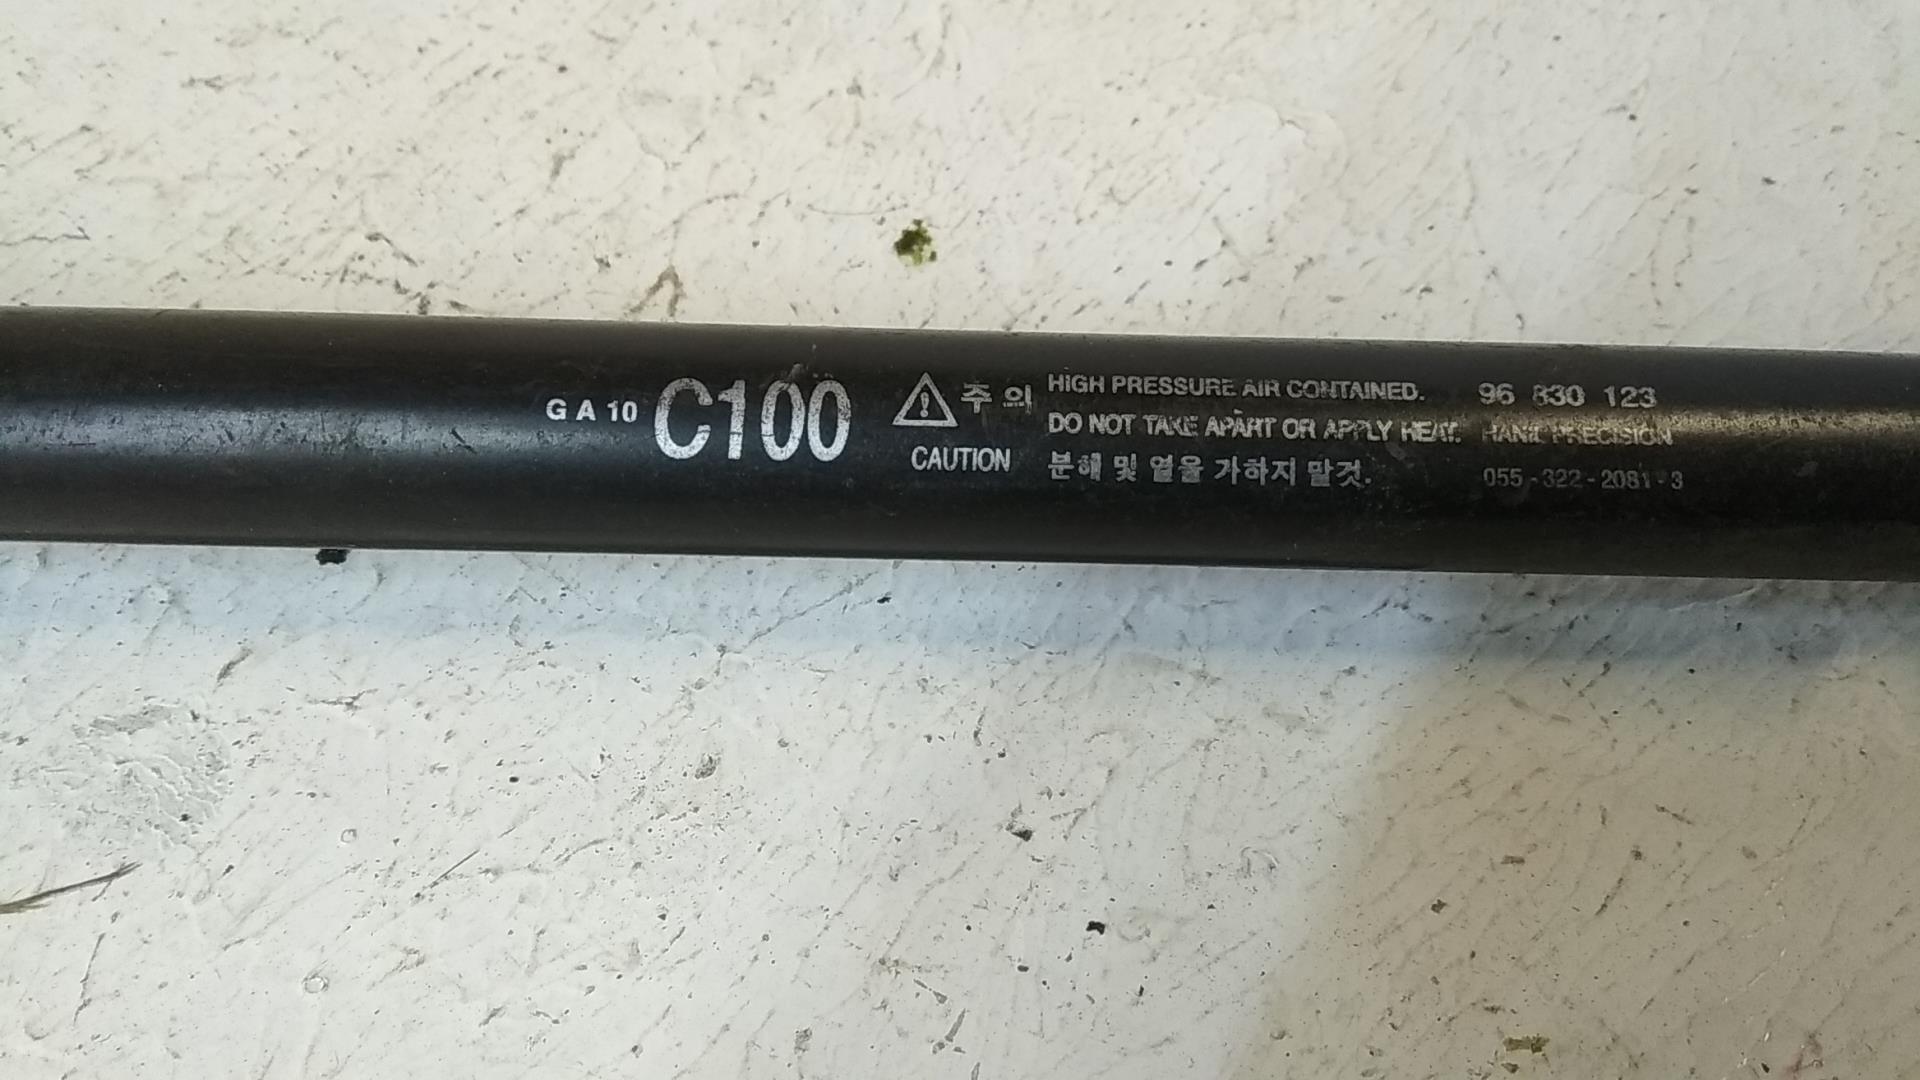 GA10 C100
주의
CAUTION
HIGH PRESSURE AIR CONTAINED.
DO NOT TAKE APART OR APPLY HEAT.
분해 및 열을 가하지 말것.
96 830 123
HANIL PRECISION
055-322-2081-3